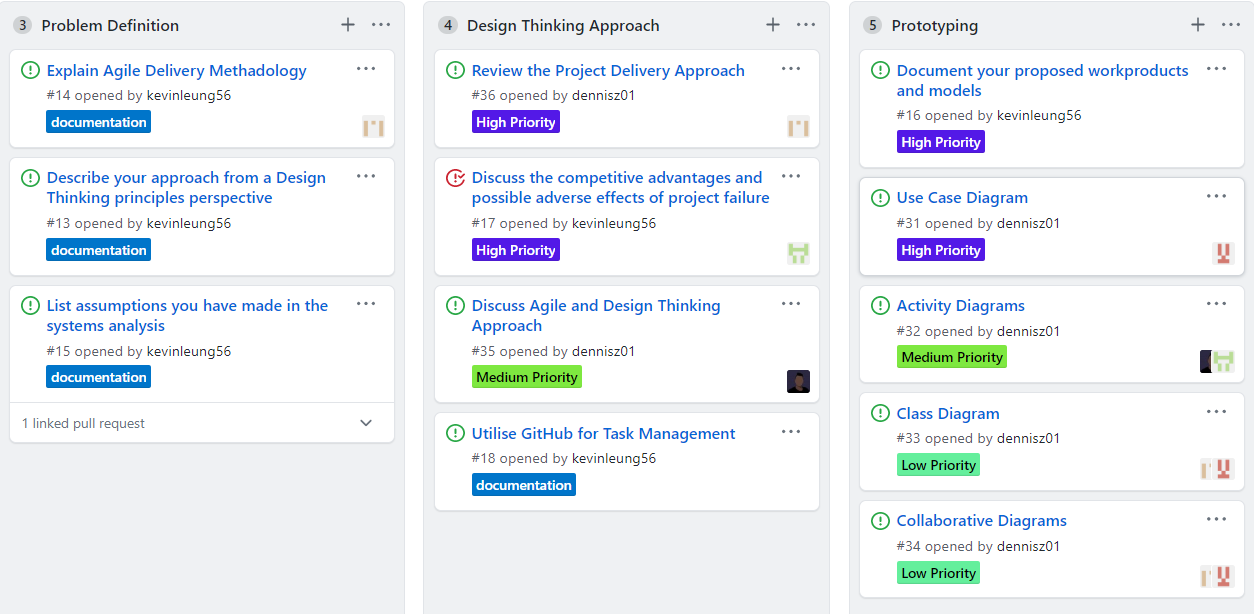 3 Problem Definition
Explain Agile Delivery Methadology
#14 opened by kevinleung56
documentation
Describe your approach from a Design
Thinking principles perspective
#13 opened by kevinleung56
documentation
List assumptions you have made in the
systems analysis
#15 opened by kevinleung56
documentation
1 linked pull request
4 Design Thinking Approach
Review the Project Delivery Approach
#36 opened by dennisz01
High Priority
Discuss the competitive advantages and
possible adverse effects of project failure
#17 opened by kevinleung56
High Priority
Discuss Agile and Design Thinking
Approach
#35 opened by dennisz01
Medium Priority
Utilise GitHub for Task Management
#18 opened by kevinleung56
documentation
5 Prototyping
Document your proposed workproducts
and models
#16 opened by kevinleung56
High Priority
Use Case Diagram
#31 opened by dennisz01
High Priority
Activity Diagrams
#32 opened by dennisz01
Medium Priority
Class Diagram
#33 opened by dennisz01
Low Priority
Collaborative Diagrams
#34 opened by dennisz01
Low Priority